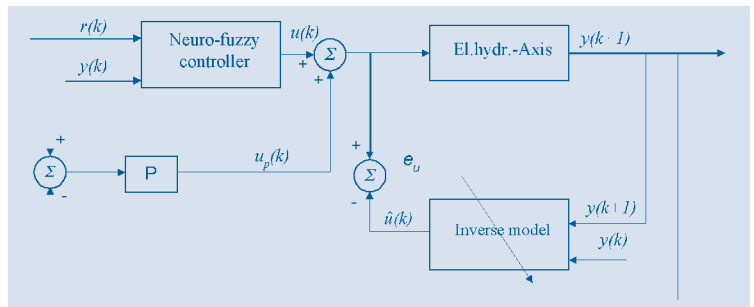 r(k)
y(k)
Neuro-fuzzy
controller
u(k)
+
+
Σ
El.hydr.-Axis
y(k · 1)
+
Σ
-
P
u_p(k)
+
Σ
-
e_u
û(k)
Inverse model
y(k+1)
y(k)